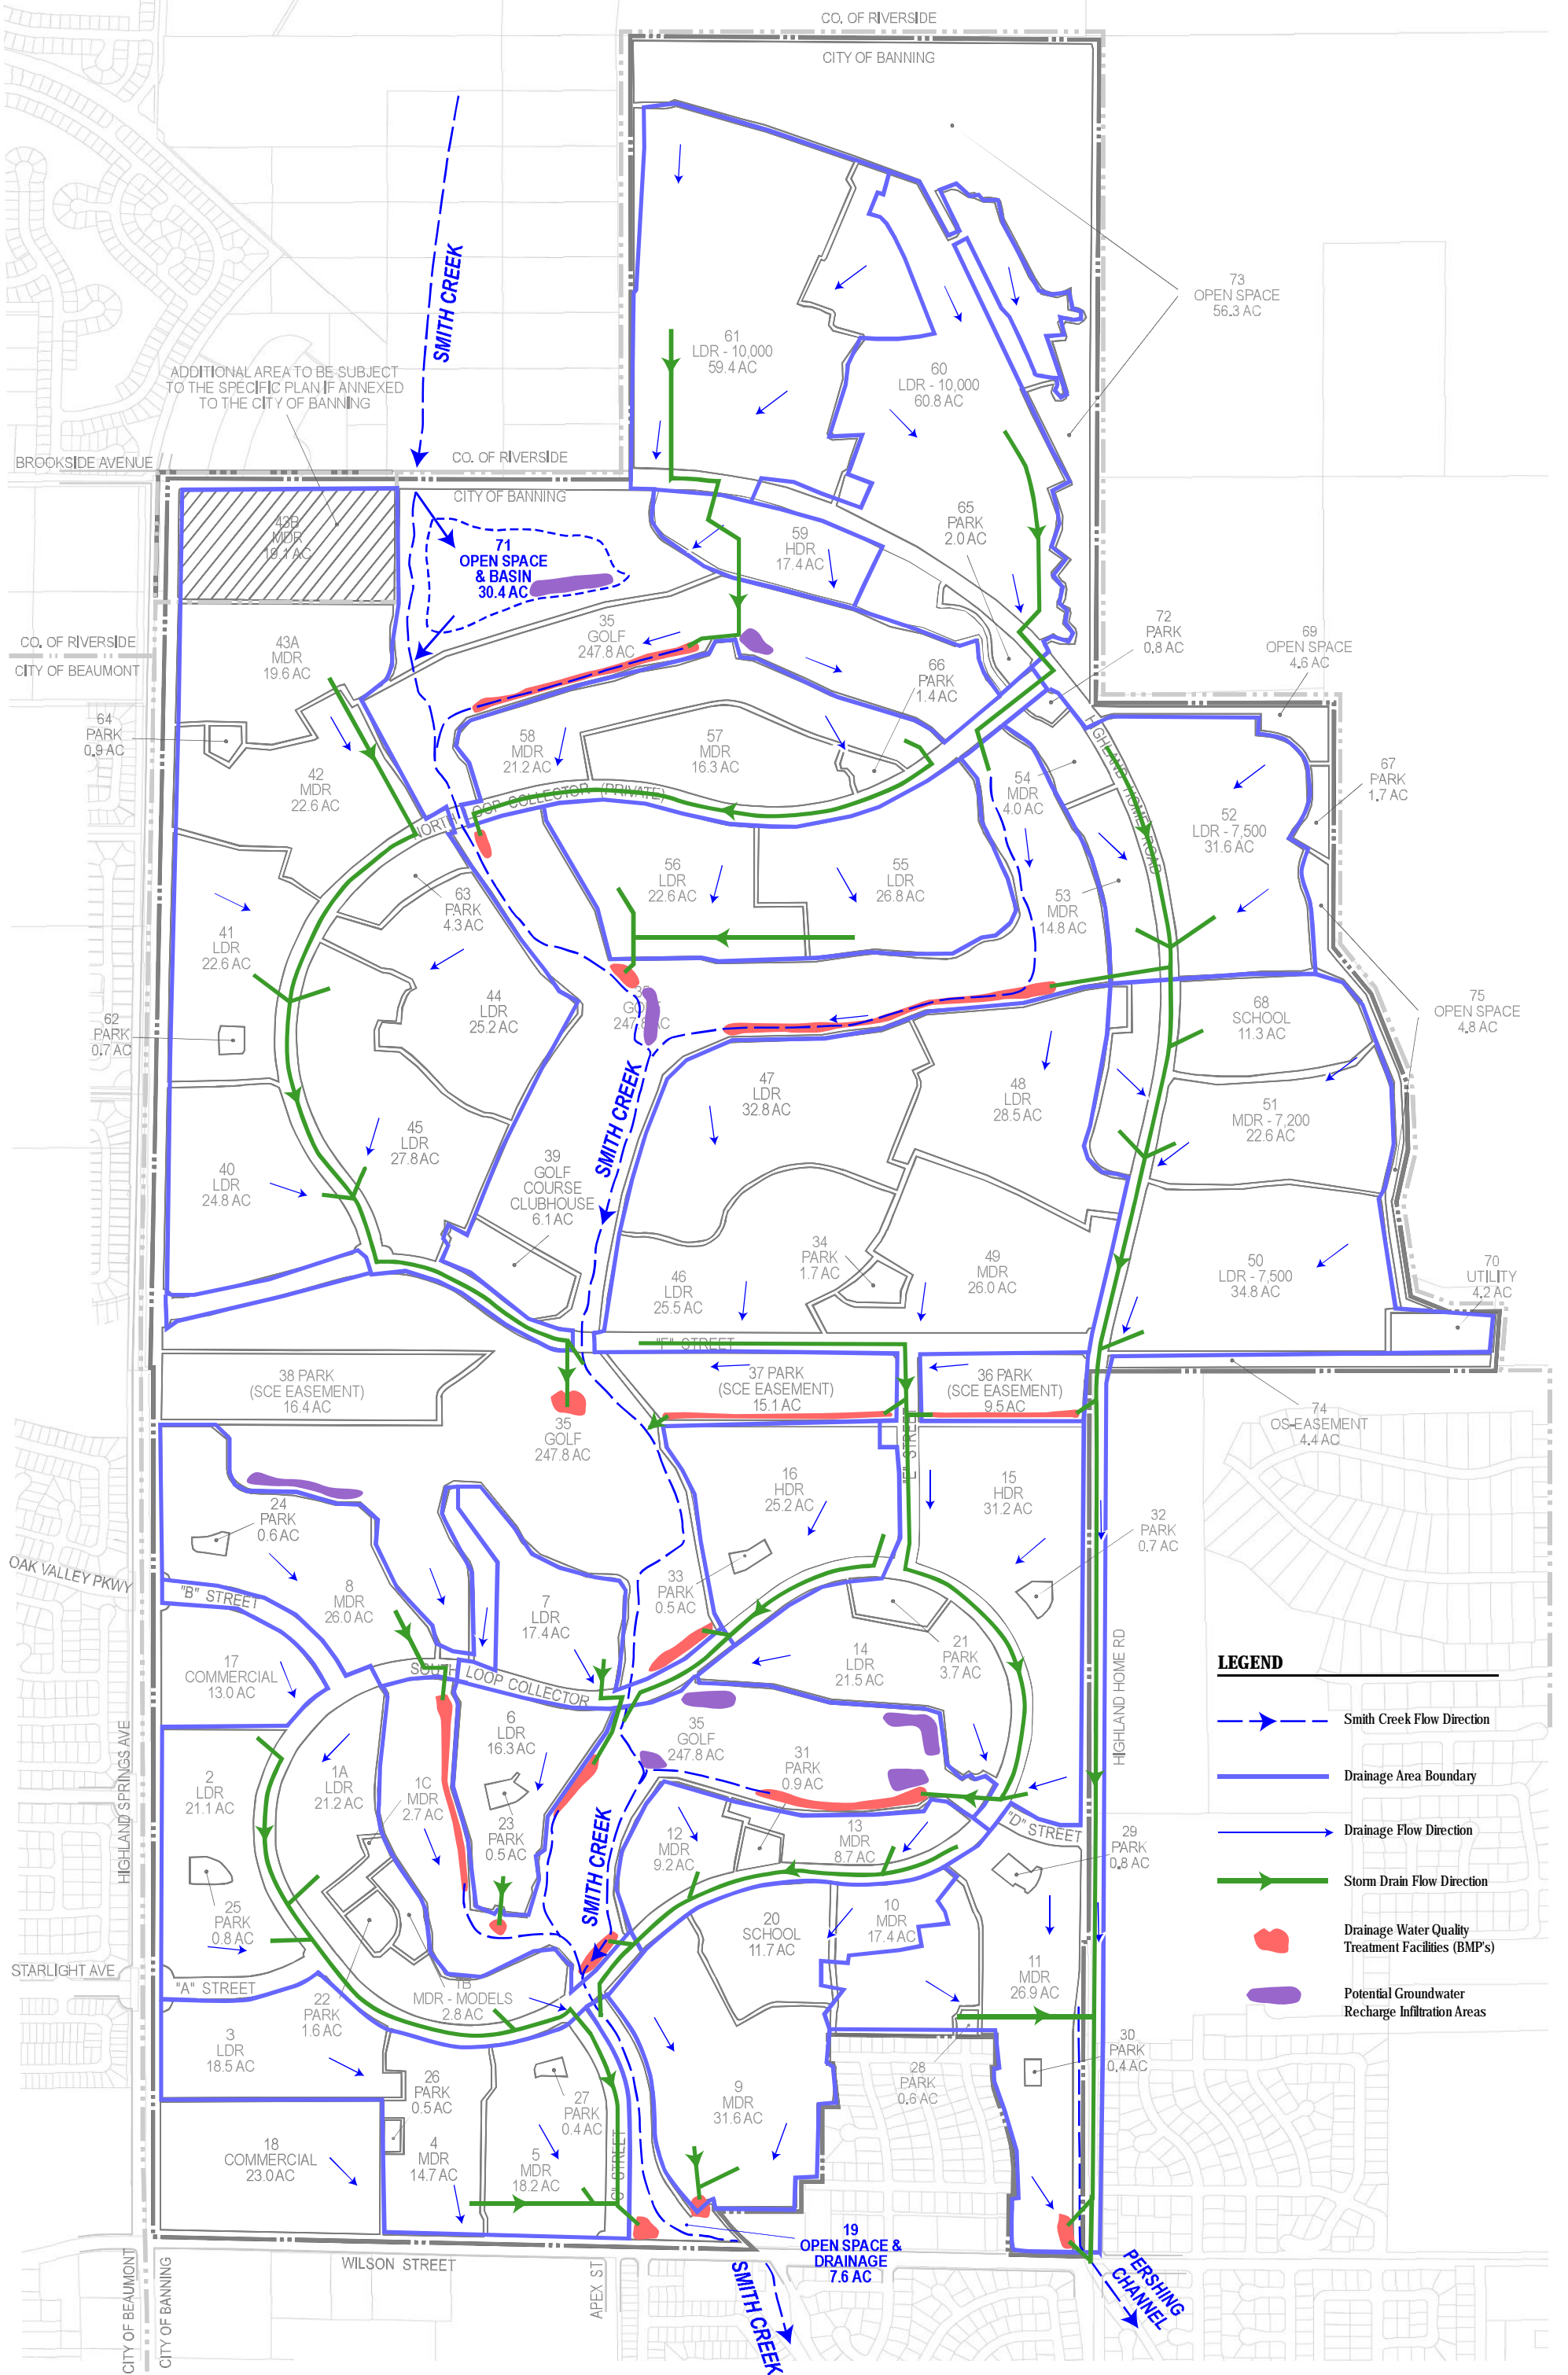 CO. OF RIVERSIDE
CITY OF BANNING
SMITH CREEK
73
OPEN SPACE
56.3 AC
61
LDR - 10,000
59.4 AC
60
LDR - 10,000
60.8 AC
ADDITIONAL AREA TO BE SUBJECT
TO THE SPECIFIC PLAN IF ANNEXED
TO THE CITY OF BANNING
BROOKSIDE AVENUE
CO. OF RIVERSIDE
CITY OF BANNING
43B
MDR
19.1 AC
71
OPEN SPACE
& BASIN
30.4 AC
59
HDR
17.4 AC
65
PARK
2.0 AC
CO. OF RIVERSIDE
CITY OF BEAUMONT
43A
MDR
19.6 AC
35
GOLF
247.8 AC
72
PARK
0.8 AC
69
OPEN SPACE
4.6 AC
66
PARK
1.4 AC
64
PARK
0.9 AC
58
MDR
21.2 AC
57
MDR
16.3 AC
42
MDR
22.6 AC
54
MDR
4.0 AC
HIGHLAND HOME ROAD
52
LDR - 7,500
31.6 AC
67
PARK
1.7 AC
NORTH LOOP COLLECTOR (PRIVATE)
63
PARK
4.3 AC
56
LDR
22.6 AC
55
LDR
26.8 AC
53
MDR
14.8 AC
41
LDR
22.6 AC
44
LDR
25.2 AC
35
GOLF
247.8 AC
68
SCHOOL
11.3 AC
75
OPEN SPACE
4.8 AC
62
PARK
0.7 AC
SMITH CREEK
47
LDR
32.8 AC
48
LDR
28.5 AC
51
MDR - 7,200
22.6 AC
45
LDR
27.8 AC
40
LDR
24.8 AC
39
GOLF
COURSE
CLUBHOUSE
6.1 AC
34
PARK
1.7 AC
46
LDR
25.5 AC
49
MDR
26.0 AC
50
LDR - 7,500
34.8 AC
70
UTILITY
4.2 AC
"F" STREET
38 PARK
(SCE EASEMENT)
16.4 AC
37 PARK
(SCE EASEMENT)
15.1 AC
36 PARK
(SCE EASEMENT)
9.5 AC
35
GOLF
247.8 AC
74
OS-EASEMENT
4.4 AC
"E" STREET
24
PARK
0.6 AC
16
HDR
25.2 AC
15
HDR
31.2 AC
32
PARK
0.7 AC
OAK VALLEY PKWY
"B" STREET
8
MDR
26.0 AC
7
LDR
17.4 AC
33
PARK
0.5 AC
17
COMMERCIAL
13.0 AC
SOUTH LOOP COLLECTOR
14
LDR
21.5 AC
21
PARK
3.7 AC
HIGHLAND HOME RD
LEGEND
Smith Creek Flow Direction
Drainage Area Boundary
Drainage Flow Direction
Storm Drain Flow Direction
Drainage Water Quality
Treatment Facilities (BMP's)
Potential Groundwater
Recharge Infiltration Areas
HIGHLAND SPRINGS AVE
2
LDR
21.1 AC
1A
LDR
21.2 AC
1C
MDR
2.7 AC
6
LDR
16.3 AC
35
GOLF
247.8 AC
31
PARK
0.9 AC
23
PARK
0.5 AC
SMITH CREEK
12
MDR
9.2 AC
13
MDR
8.7 AC
"D" STREET
29
PARK
0.8 AC
25
PARK
0.8 AC
20
SCHOOL
11.7 AC
10
MDR
17.4 AC
11
MDR
26.9 AC
STARLIGHT AVE
"A" STREET
22
PARK
1.6 AC
1B
MDR - MODELS
2.8 AC
3
LDR
18.5 AC
26
PARK
0.5 AC
27
PARK
0.4 AC
9
MDR
31.6 AC
28
PARK
0.6 AC
30
PARK
0.4 AC
18
COMMERCIAL
23.0 AC
4
MDR
14.7 AC
5
MDR
18.2 AC
"C" STREET
19
OPEN SPACE &
DRAINAGE
7.6 AC
WILSON STREET
APEX ST
CITY OF BEAUMONT
CITY OF BANNING
SMITH CREEK
PERSHING
CHANNEL